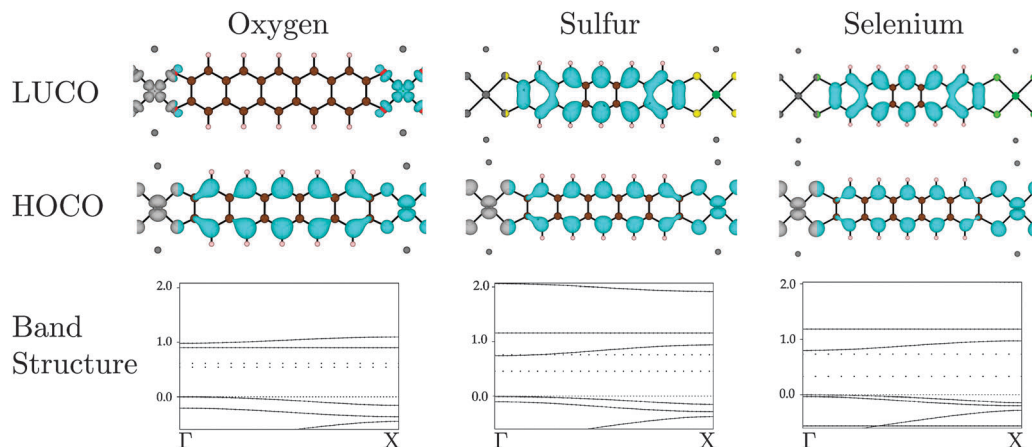 Oxygen Sulfur Selenium
LUCO
HOCO
Band
Structure
2.0
1.0
0.0
Γ X
2.0
1.0
0.0
Γ X
2.0
1.0
0.0
Γ X